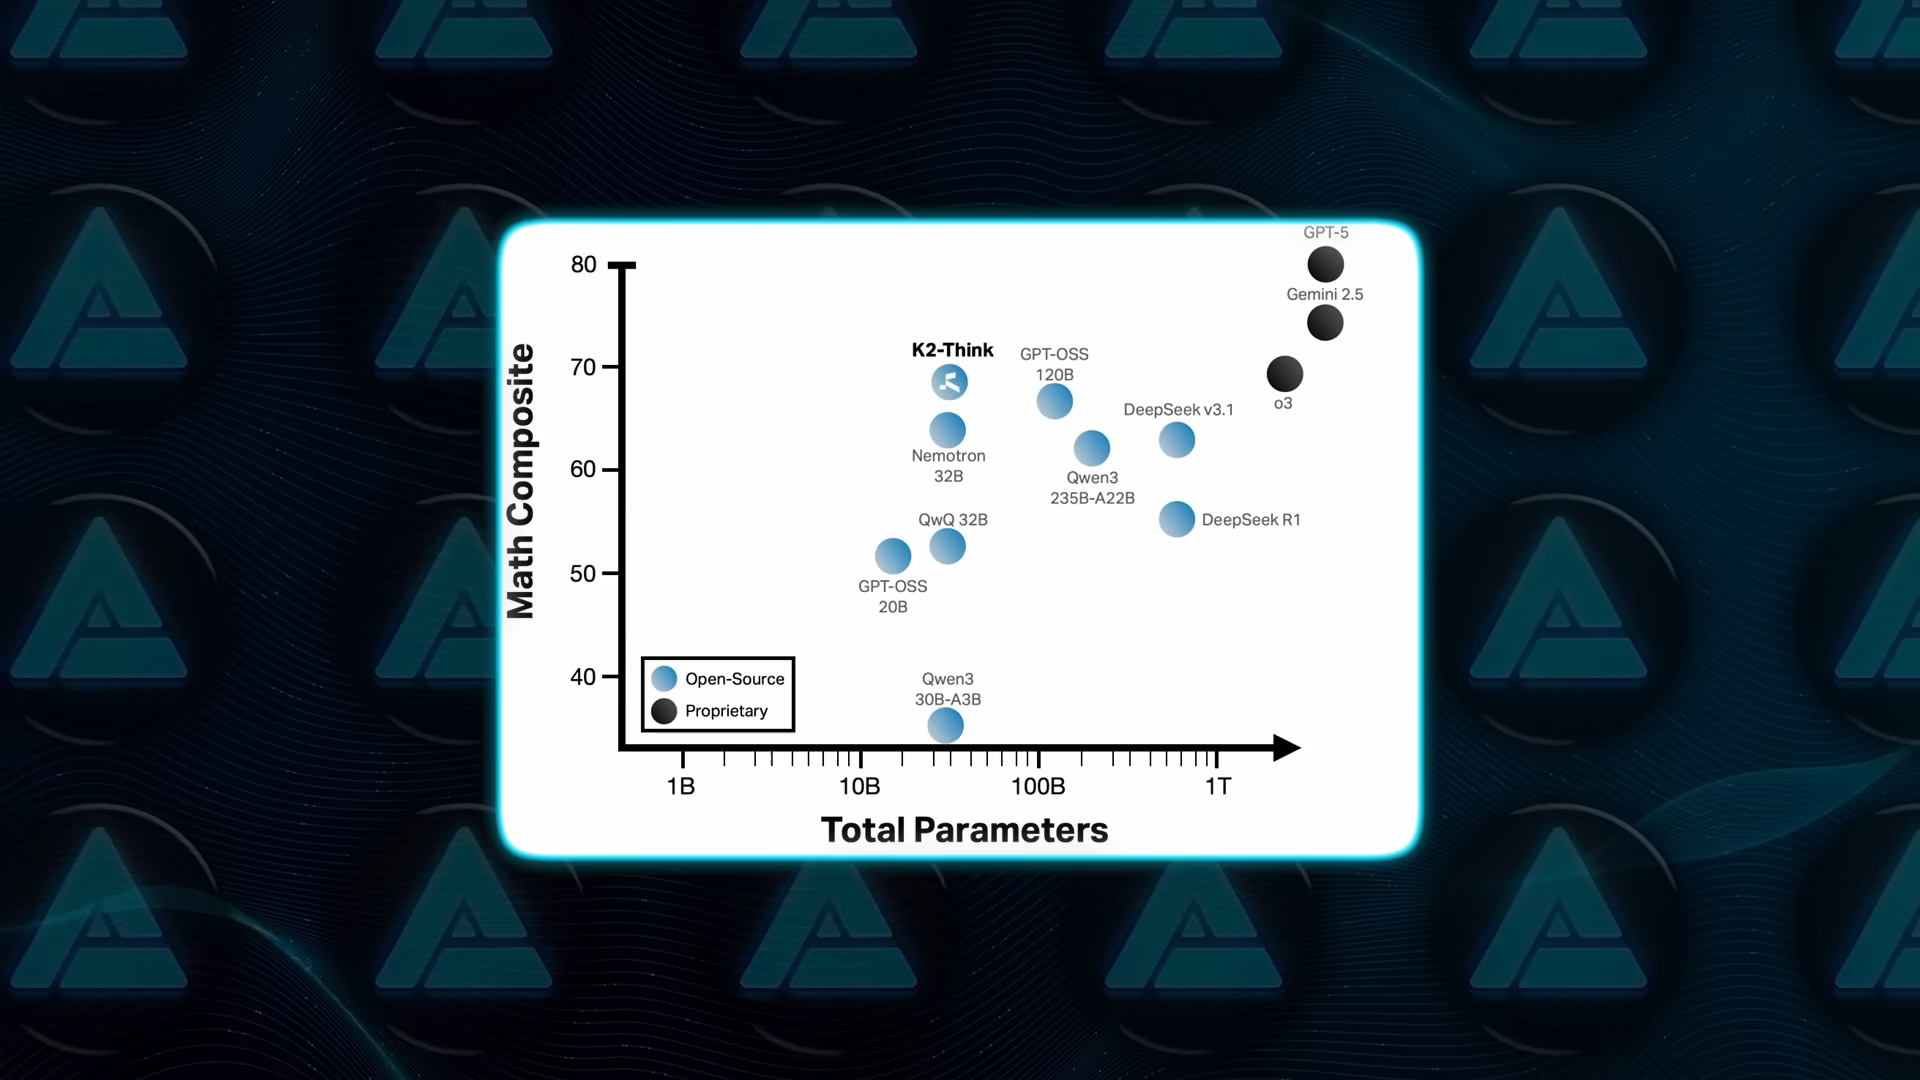 GPT-5
80
Gemini 2.5
K2-Think
GPT-OSS
120B
70
o3
DeepSeek v3.1
Math Composite
Nemotron
32B
60
Qwen3
235B-A22B
QwQ 32B
DeepSeek R1
50
GPT-OSS
20B
40
Qwen3
30B-A3B
Open-Source
Proprietary
1B
10B
100B
1T
Total Parameters